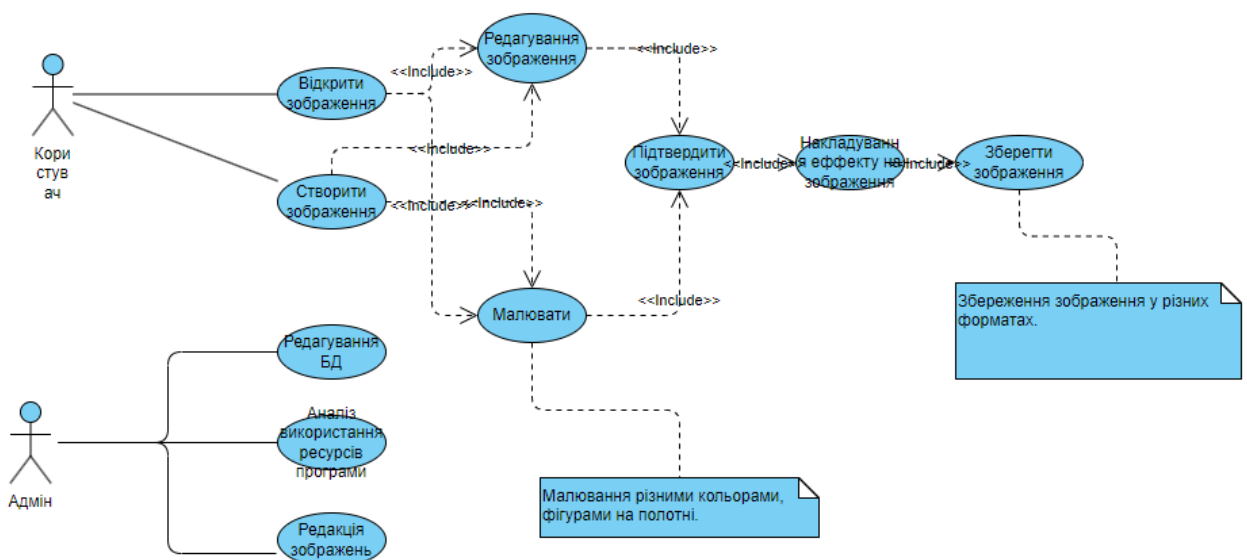 Редагування
зображення
<<Include>>
<<Include>>
Відкрити
зображення
Кори
стув
ач
<<Include>>
Підтвердити
зображення
<<Include>>
Накладуванн
я еффекту на
зображення
<<Include>>
Зберегти
зображення
Створити
зображення
<<Include>>
<<Include>>
Малювати
<<Include>>
Збереження зображення у різних
форматах.
Редагування
БД
Аналіз
використання
ресурсів
програми
Адмін
Малювання різними кольорами,
фігурами на полотні.
Редакція
зображень